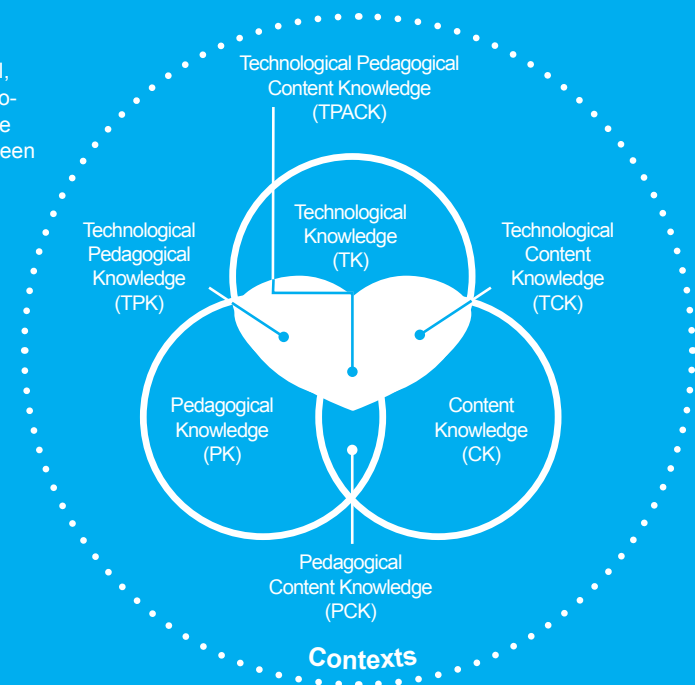 l,
o-
e
een
Technological Pedagogical
Content Knowledge
(TPACK)
Technological
Knowledge
(TK)
Technological
Pedagogical
Knowledge
(TPK)
Technological
Content
Knowledge
(TCK)
Pedagogical
Knowledge
(PK)
Content
Knowledge
(CK)
Pedagogical
Content Knowledge
(PCK)
Contexts